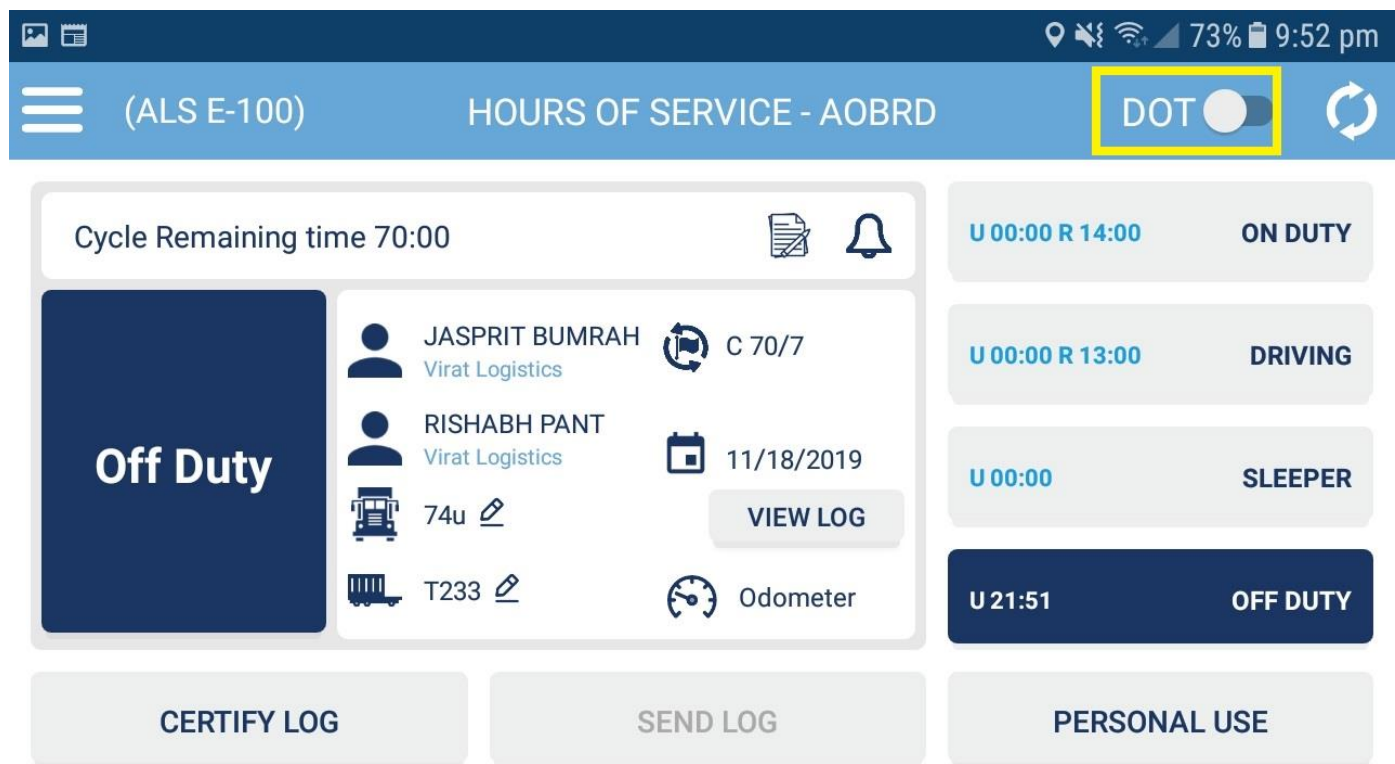 73% 9:52 pm
(ALS E-100) HOURS OF SERVICE - AOBRD DOT
Cycle Remaining time 70:00
Off Duty
JASPRIT BUMRAH
Virat Logistics
C 70/7
RISHABH PANT
Virat Logistics
11/18/2019
74u
VIEW LOG
T233
Odometer
U 00:00 R 14:00 ON DUTY
U 00:00 R 13:00 DRIVING
U 00:00 SLEEPER
U 21:51 OFF DUTY
CERTIFY LOG
SEND LOG
PERSONAL USE